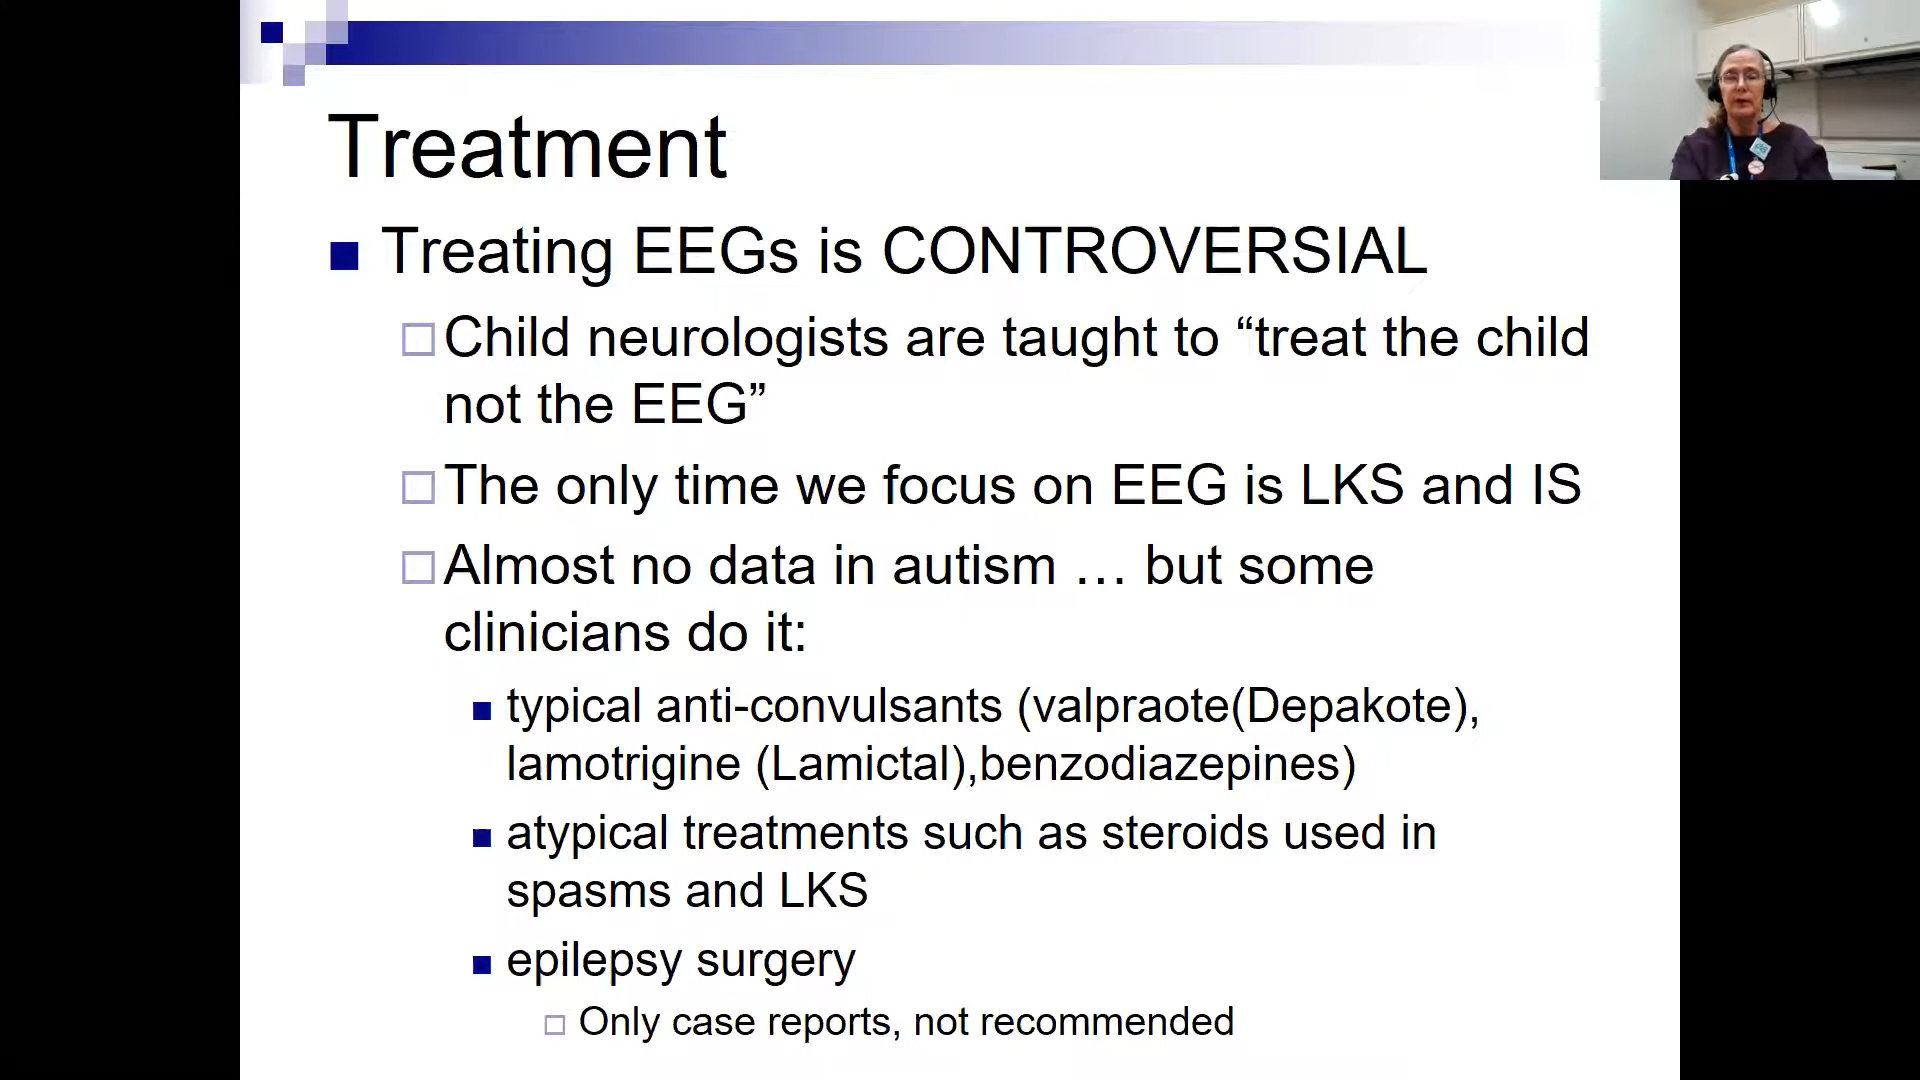 Treatment
Treating EEGs is CONTROVERSIAL
Child neurologists are taught to “treat the child
not the EEG”
The only time we focus on EEG is LKS and IS
Almost no data in autism … but some
clinicians do it:
typical anti-convulsants (valpraote(Depakote),
lamotrigine (Lamictal),benzodiazepines)
atypical treatments such as steroids used in
spasms and LKS
epilepsy surgery
Only case reports, not recommended